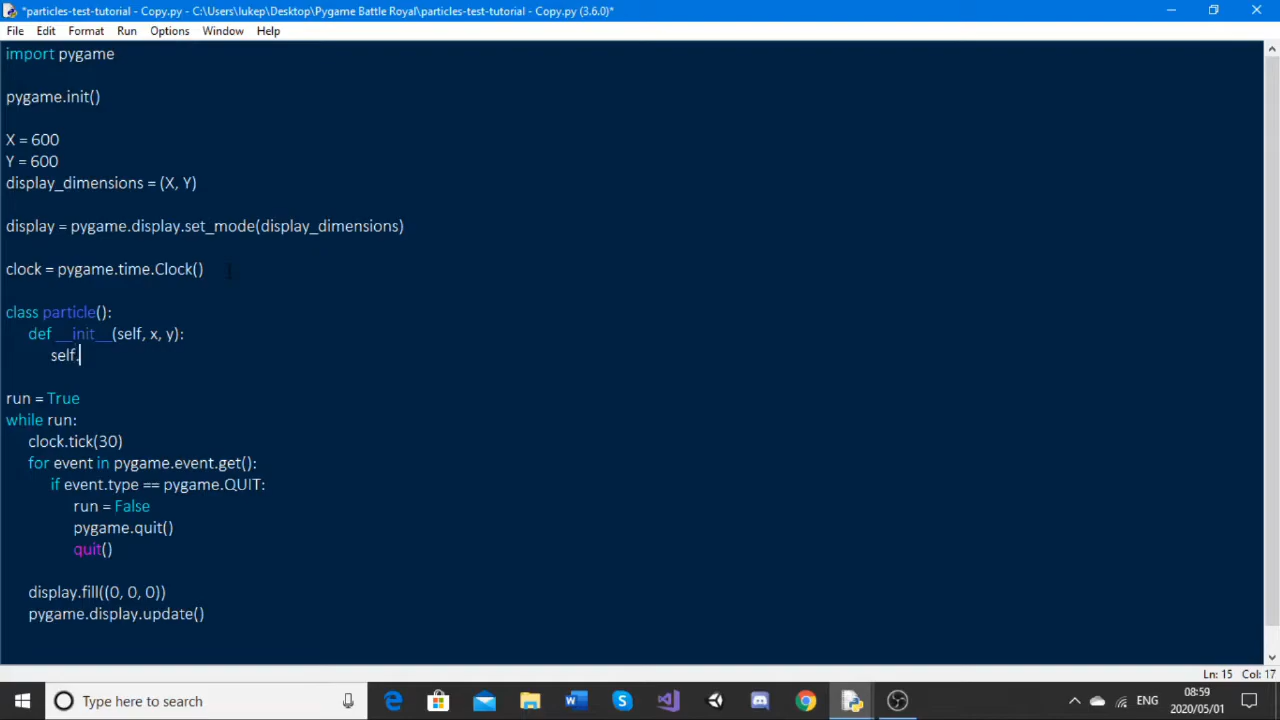 *particles-test-tutorial - Copy.py - C:\Users\lukep\Desktop\Pygame Battle Royal\particles-test-tutorial - Copy.py (3.6.0)*
File Edit Format Run Options Window Help
import pygame
pygame.init()
X = 600
Y = 600
display_dimensions = (X, Y)
display = pygame.display.set_mode(display_dimensions)
clock = pygame.time.Clock()
class particle():
def __init__(self, x, y):
self.
run = True
while run:
clock.tick(30)
for event in pygame.event.get():
if event.type == pygame.QUIT:
run = False
pygame.quit()
quit()
display.fill((0, 0, 0))
pygame.display.update()
Ln: 15 Col: 17
Type here to search
ENG
08:59
2020/05/01